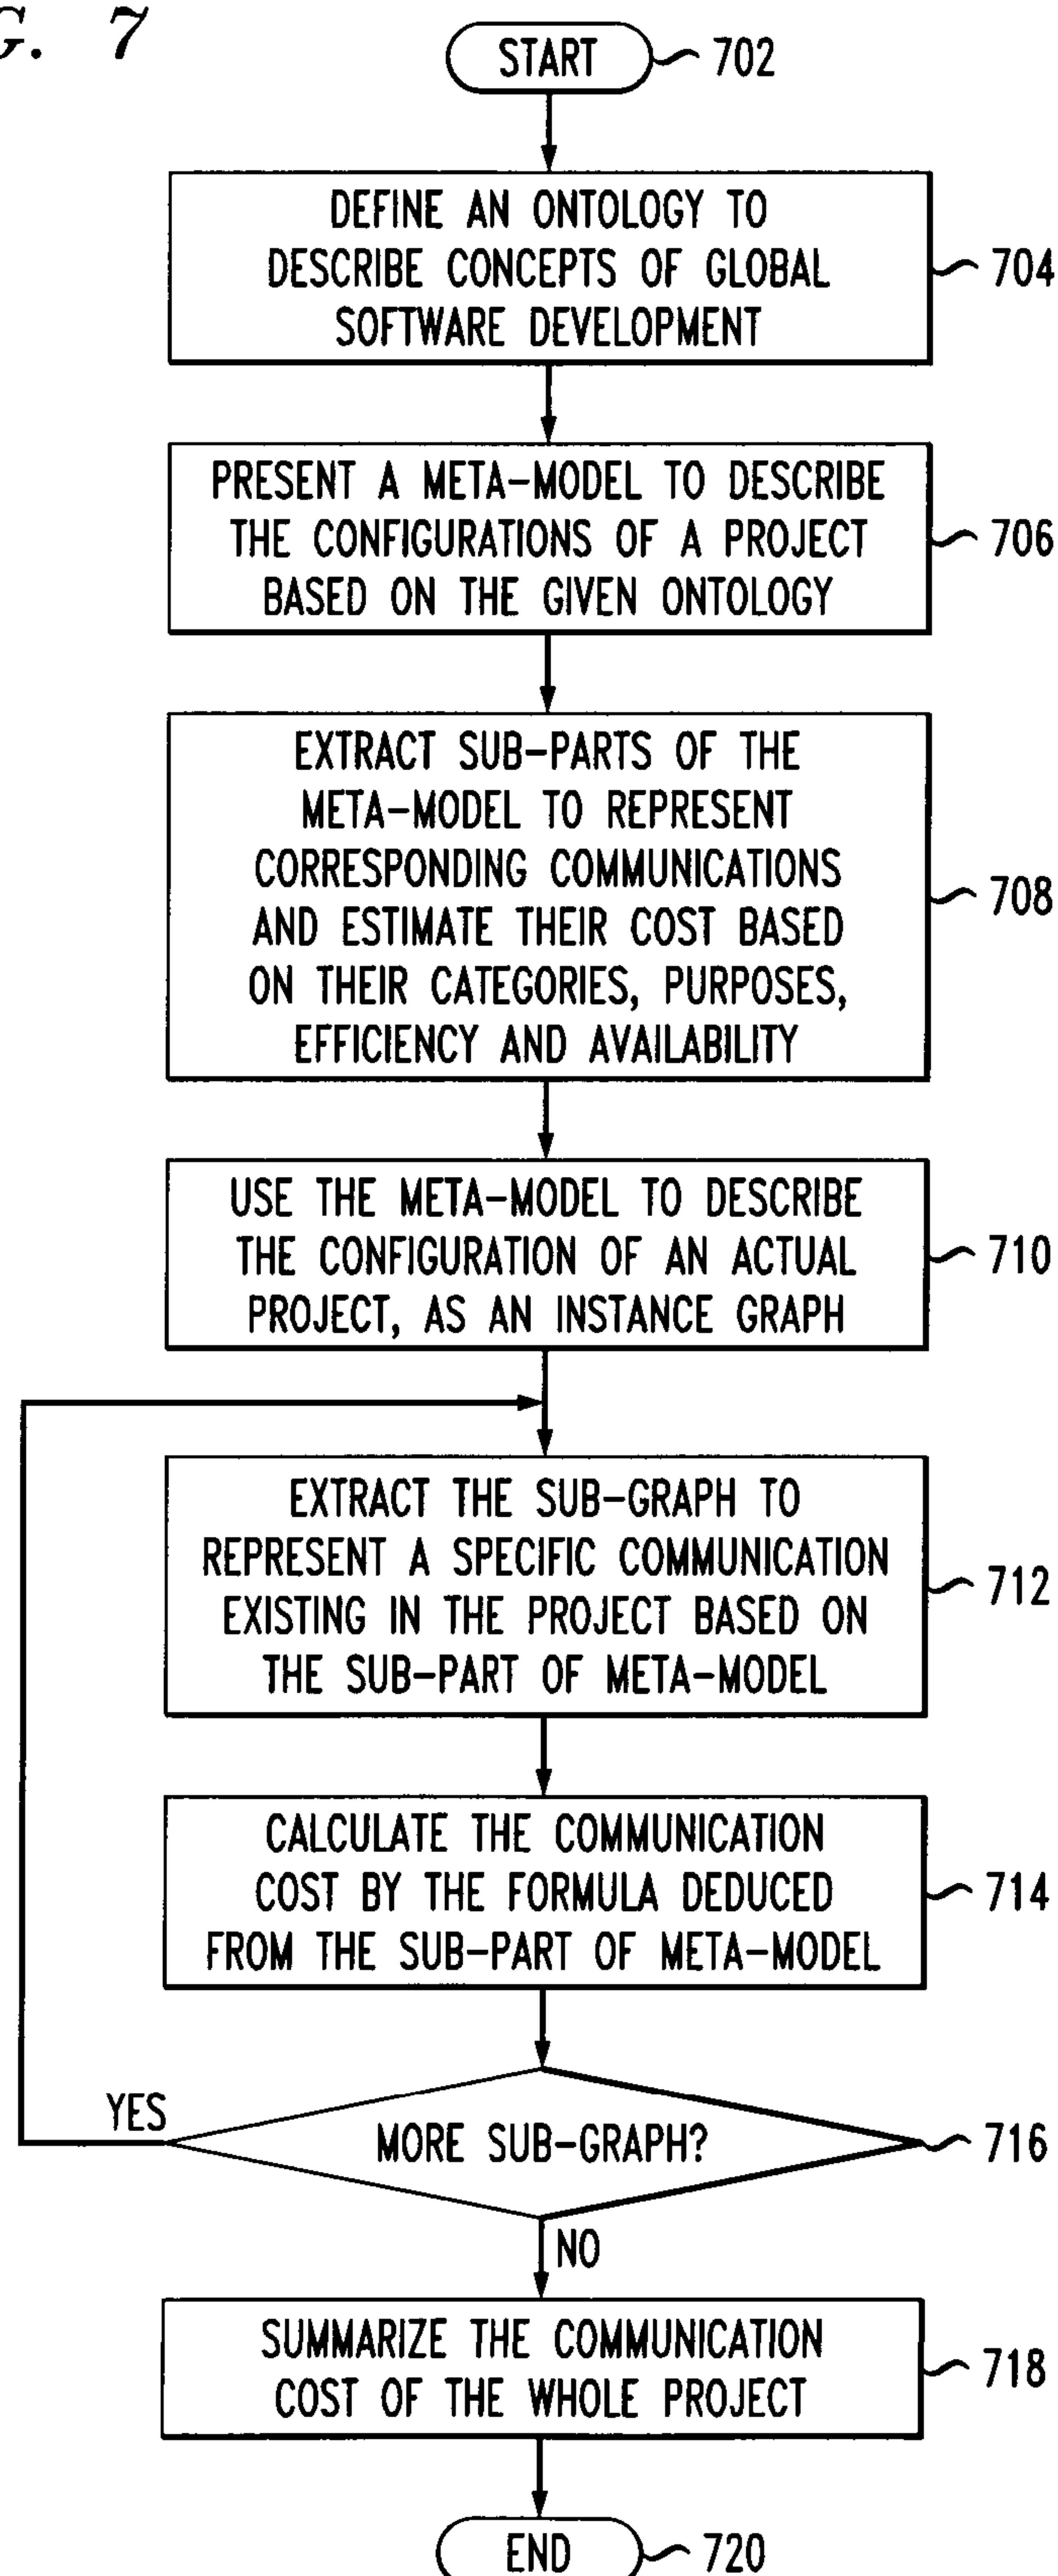 G. 7
START
702
DEFINE AN ONTOLOGY TO
DESCRIBE CONCEPTS OF GLOBAL
SOFTWARE DEVELOPMENT
704
PRESENT A META-MODEL TO DESCRIBE
THE CONFIGURATIONS OF A PROJECT
BASED ON THE GIVEN ONTOLOGY
706
EXTRACT SUB-PARTS OF THE
META-MODEL TO REPRESENT
CORRESPONDING COMMUNICATIONS
AND ESTIMATE THEIR COST BASED
ON THEIR CATEGORIES, PURPOSES,
EFFICIENCY AND AVAILABILITY
708
USE THE META-MODEL TO DESCRIBE
THE CONFIGURATION OF AN ACTUAL
PROJECT, AS AN INSTANCE GRAPH
710
EXTRACT THE SUB-GRAPH TO
REPRESENT A SPECIFIC COMMUNICATION
EXISTING IN THE PROJECT BASED ON
THE SUB-PART OF META-MODEL
712
CALCULATE THE COMMUNICATION
COST BY THE FORMULA DEDUCED
FROM THE SUB-PART OF META-MODEL
714
YES
MORE SUB-GRAPH?
716
NO
SUMMARIZE THE COMMUNICATION
COST OF THE WHOLE PROJECT
718
END
720